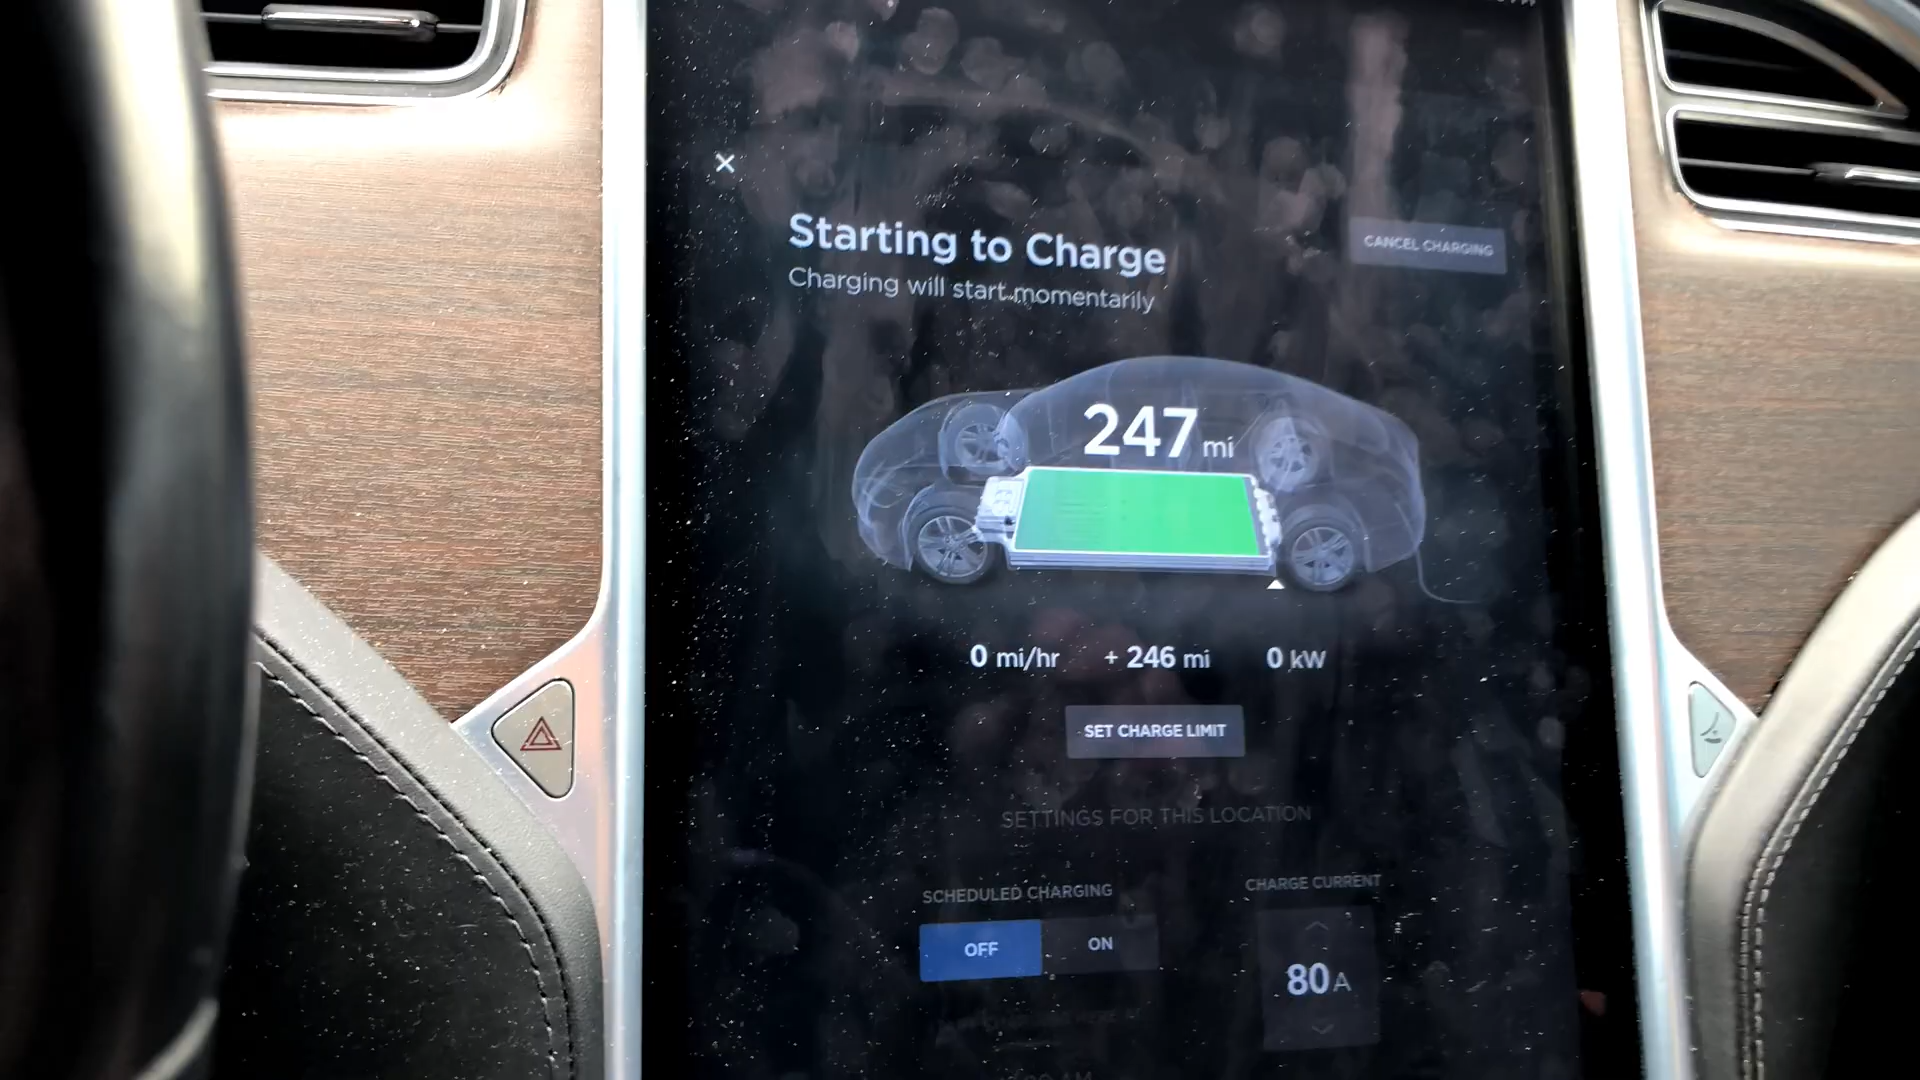 Starting to Charge
CANCEL CHARGING
Charging will start momentarily
247 mi
0 mi/hr + 246 mi 0 kW
SET CHARGE LIMIT
SETTINGS FOR THIS LOCATION
SCHEDULED CHARGING
CHARGE CURRENT
OFF ON
80 A